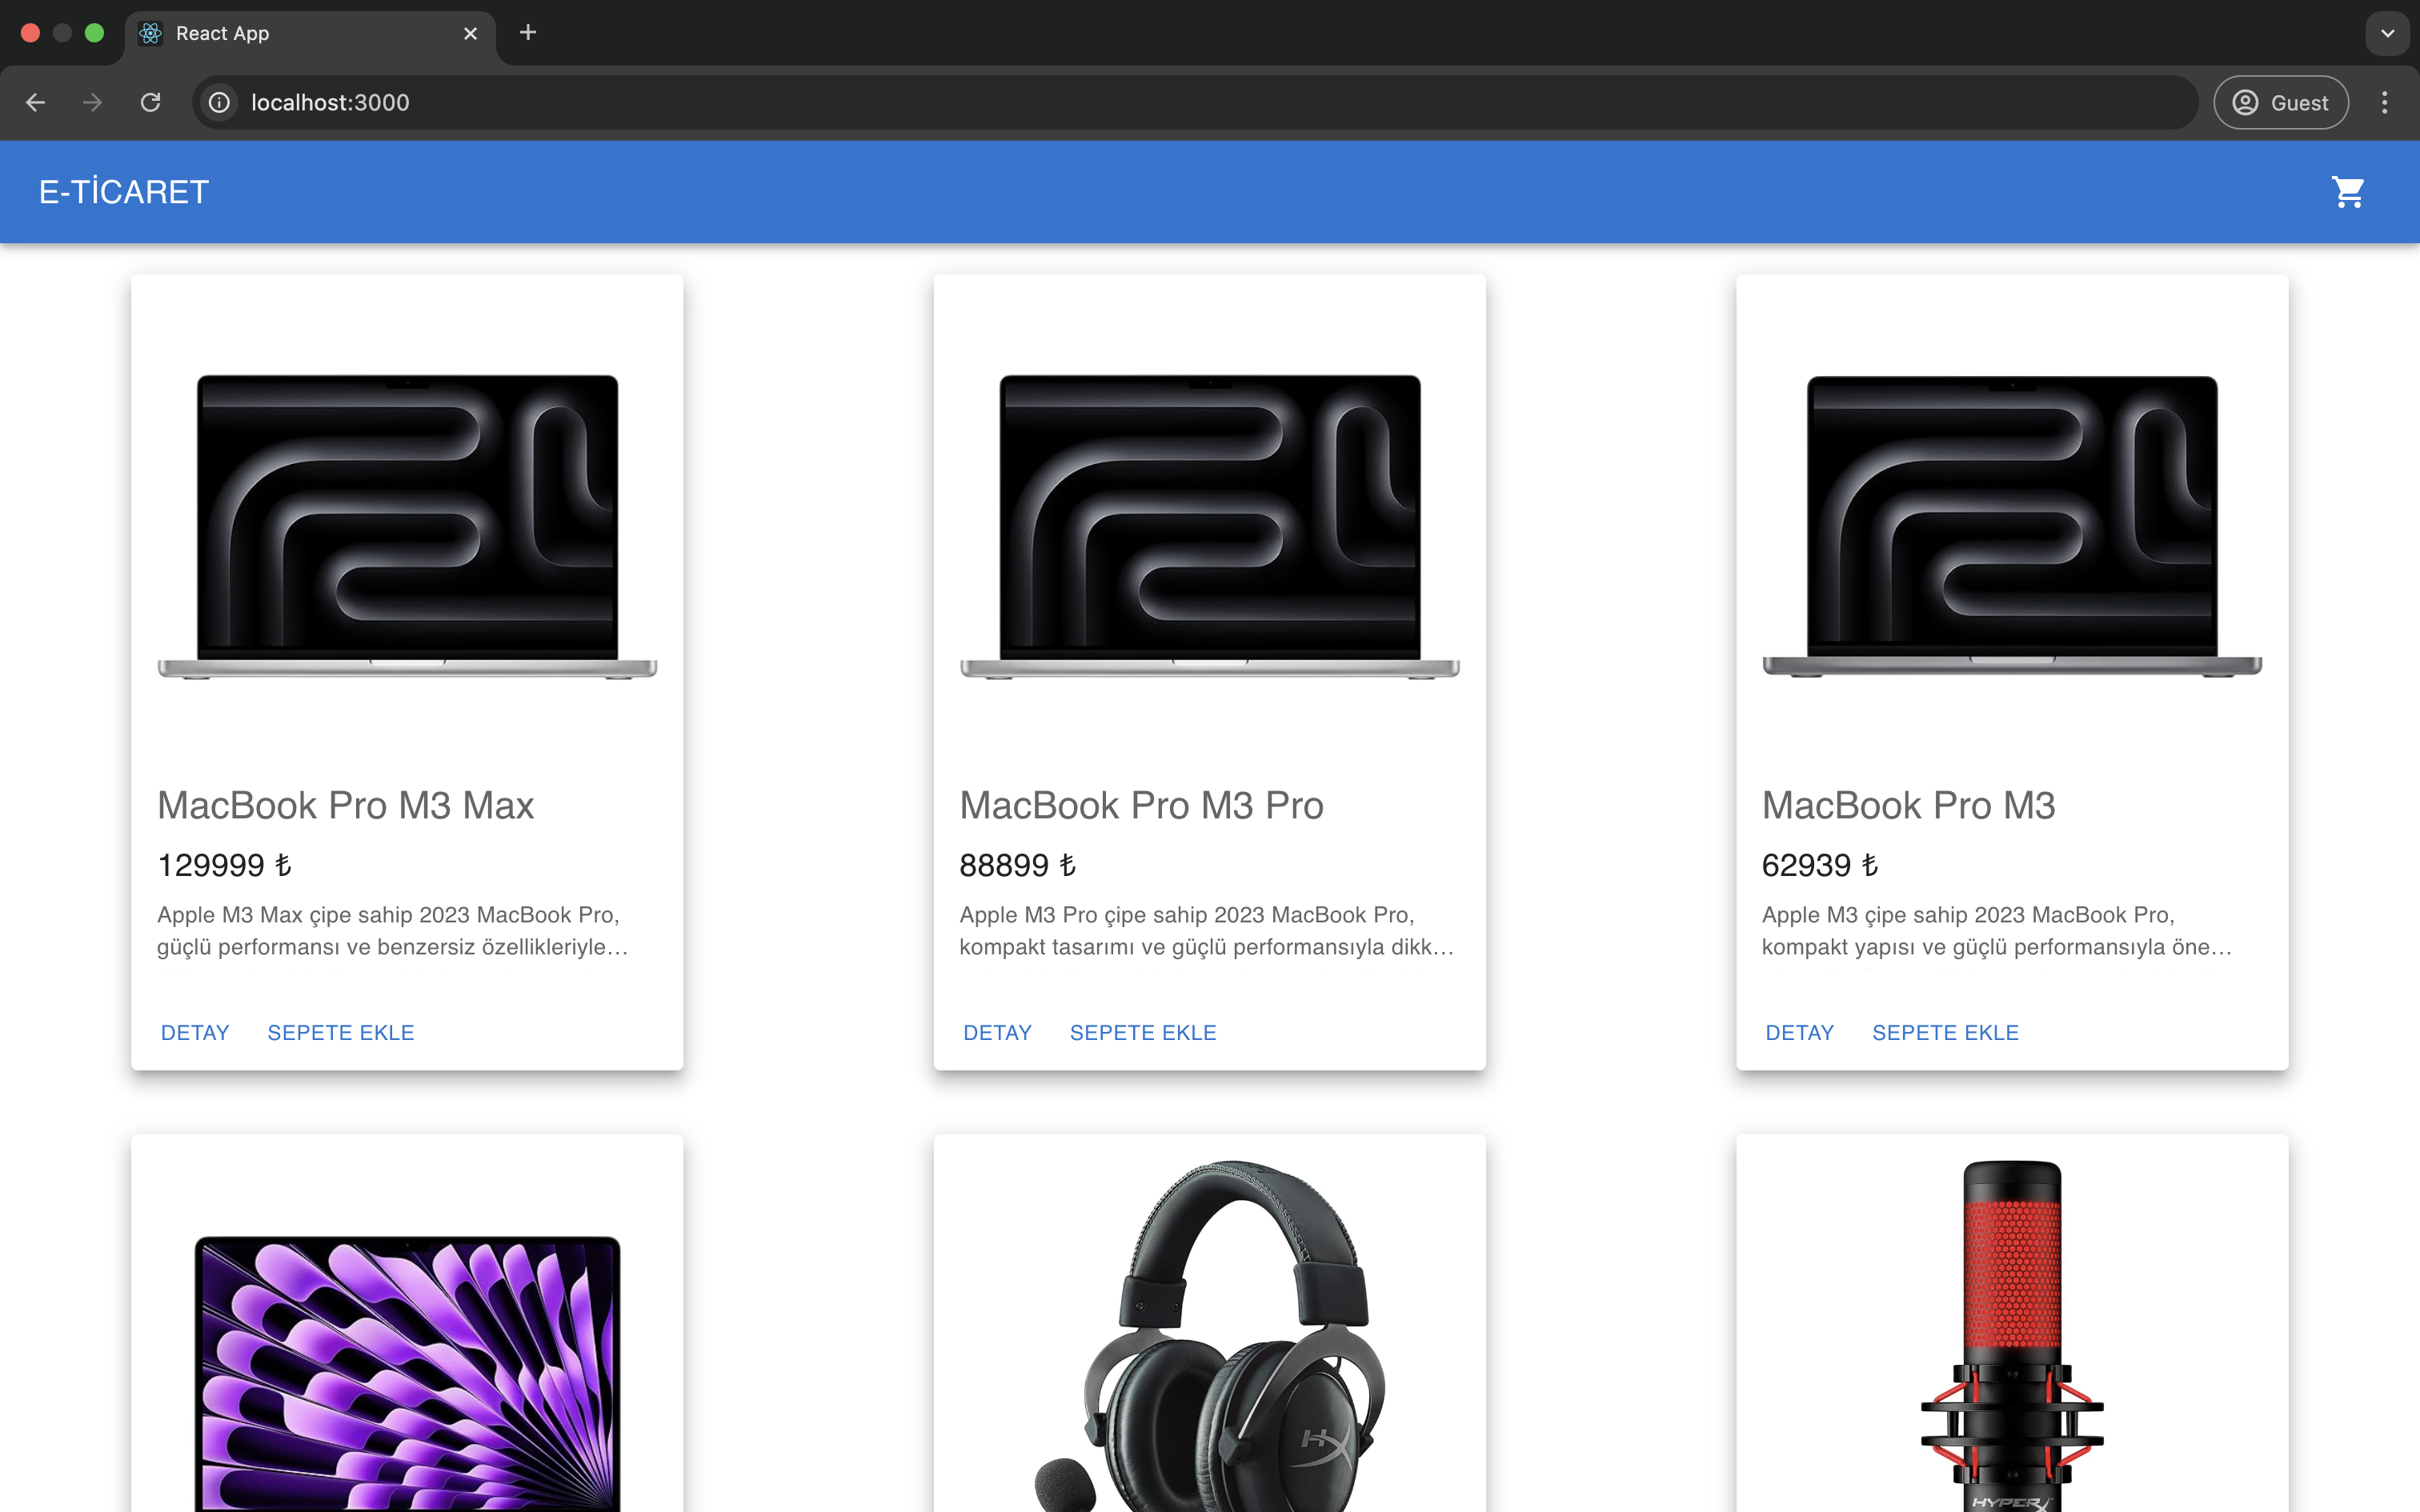 React App
localhost:3000
Guest
E-TİCARET
MacBook Pro M3 Max
129999 ₺
Apple M3 Max çipe sahip 2023 MacBook Pro,
güçlü performansı ve benzersiz özellikleriyle…
DETAY SEPETE EKLE
MacBook Pro M3 Pro
88899 ₺
Apple M3 Pro çipe sahip 2023 MacBook Pro,
kompakt tasarımı ve güçlü performansıyla dikk…
DETAY SEPETE EKLE
MacBook Pro M3
62939 ₺
Apple M3 çipe sahip 2023 MacBook Pro,
kompakt yapısı ve güçlü performansıyla öne…
DETAY SEPETE EKLE
HX
HYPERX